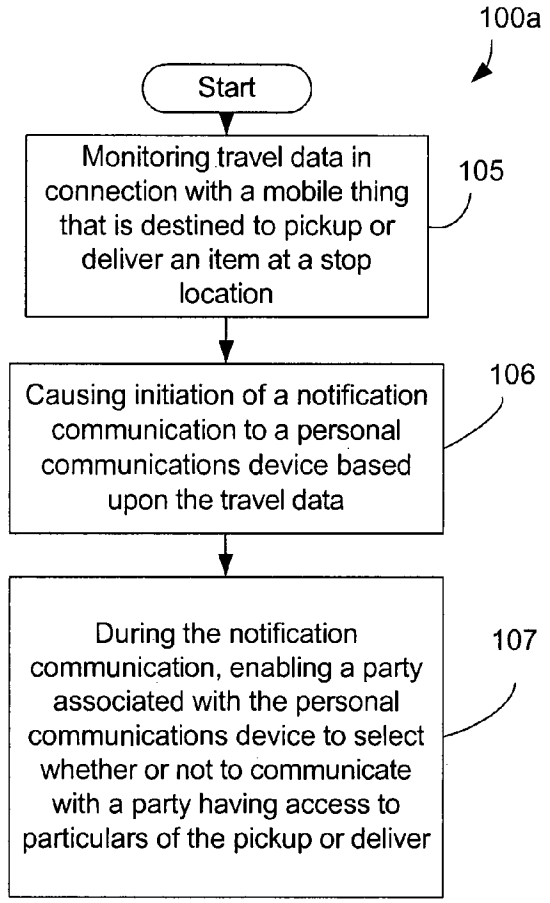 100a
Start
Monitoring travel data in
connection with a mobile thing
that is destined to pickup or
deliver an item at a stop
location
105
Causing initiation of a notification
communication to a personal
communications device based
upon the travel data
106
During the notification
communication, enabling a party
associated with the personal
communications device to select
whether or not to communicate
with a party having access to
particulars of the pickup or deliver
107